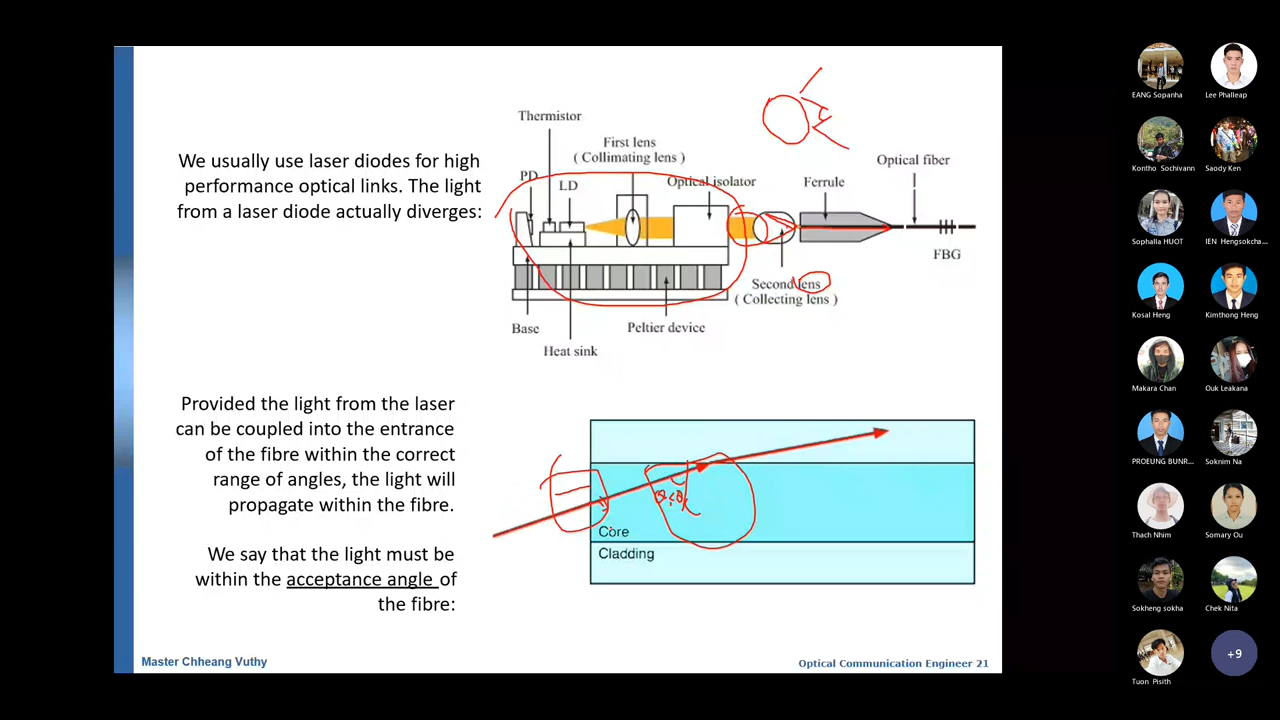 We usually use laser diodes for high
performance optical links. The light
from a laser diode actually diverges:
Thermistor
First lens
( Collimating lens )
PD
LD
Optical isolator
Ferrule
Optical fiber
FBG
Second lens
( Collecting lens )
Base
Peltier device
Heat sink
Provided the light from the laser
can be coupled into the entrance
of the fibre within the correct
range of angles, the light will
propagate within the fibre.
We say that the light must be
within the acceptance angle of
the fibre:
Core
Cladding
Master Chheang Vuthy
Optical Communication Engineer 21
EANG Sopanha
Lee Phalleap
Kontho Sochivann
Saody Ken
Sophalla HUOT
IEN Hengsokcha...
Kosal Heng
Kimthong Heng
Makara Chan
Ouk Leakana
PROEUNG BUNR...
Soknim Na
Thach Nhim
Somary Ou
Sokheng sokha
Chek Nita
Tuon Pisith
+9